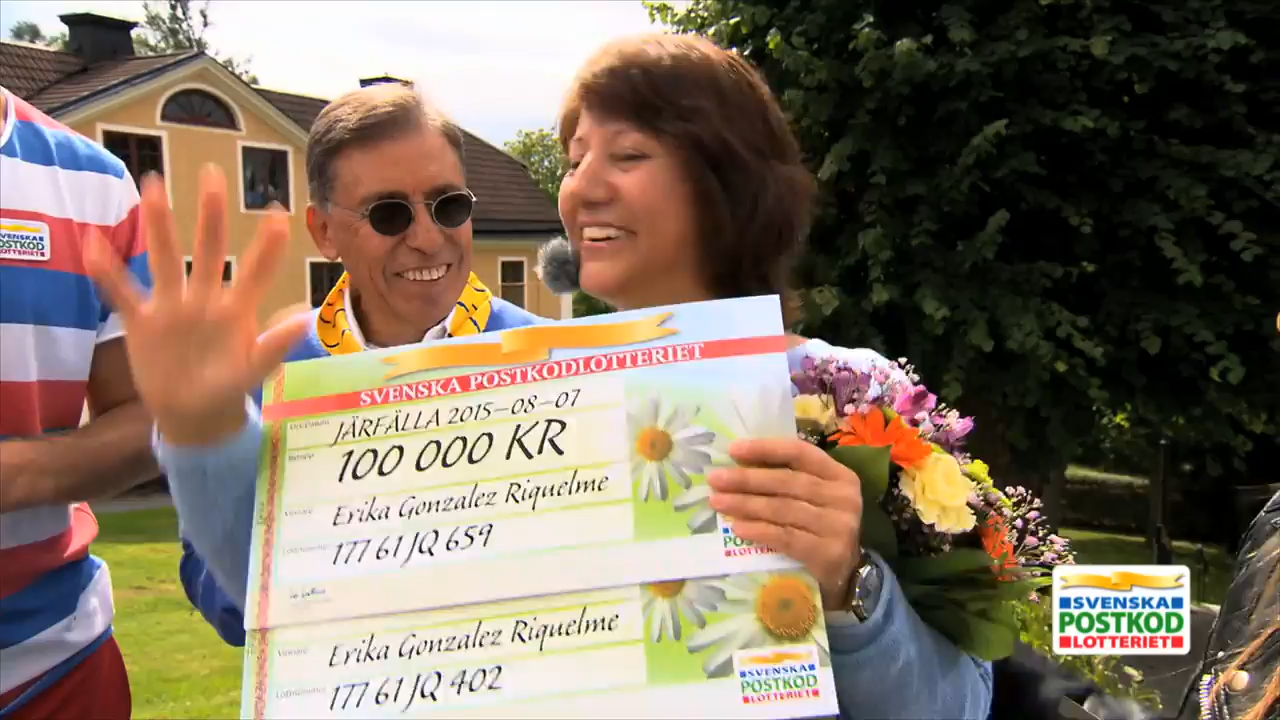 SVENSKA
POSTKOD
LOTTERIET
SVENSKA POSTKODLOTTERIET
JÄRFÄLLA 2015-08-07
100 000 KR
Erika Gonzalez Riquelme
177 61 JQ 659
Erika Gonzalez Riquelme
177 61 JQ 402
SVENSKA
POSTKOD
LOTTERIET
SVENSKA
POSTKOD
LOTTERIET